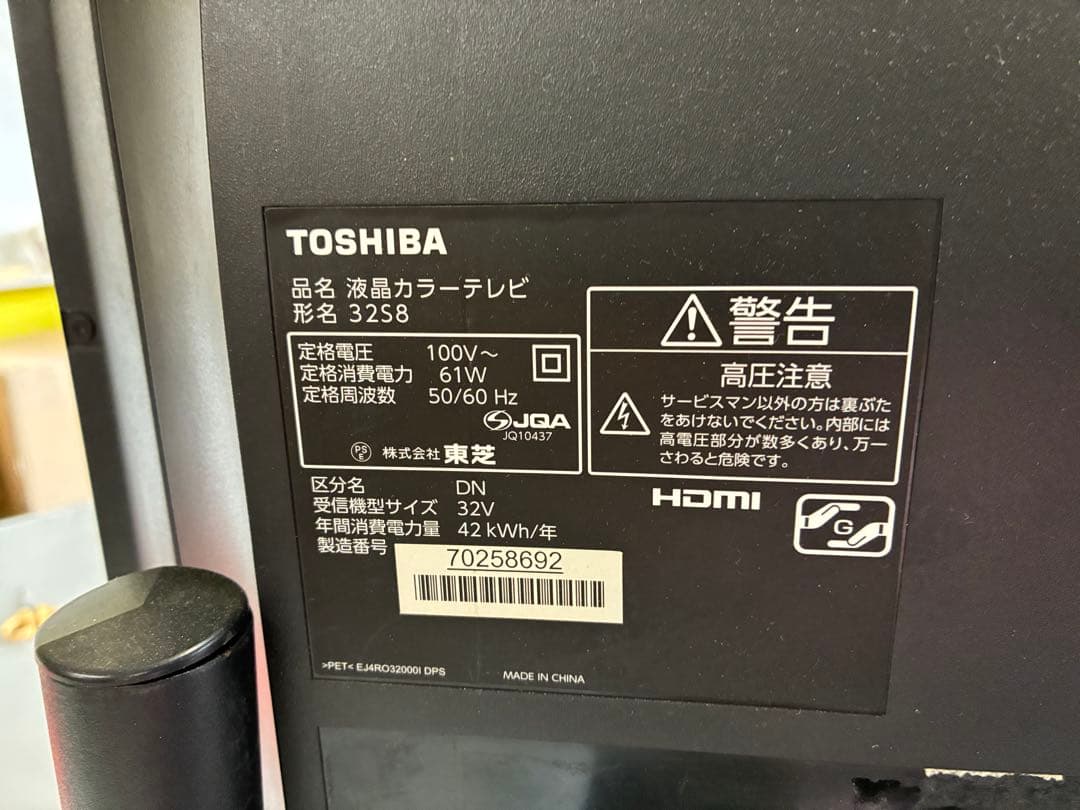 TOSHIBA
品名 液晶カラーテレビ
形名 32S8
定格電圧 100V～
定格消費電力 61W
定格周波数 50/60 Hz
JQA
JQ10437
PS
E
株式会社 東芝
警告
高圧注意
サービスマン以外の方は裏ぶた
をあけないでください。内部には
高電圧部分が数多くあり、万一
さわると危険です。
区分名 DN
受信機型サイズ 32V
年間消費電力量 42 kWh/年
製造番号 70258692
HDMI
G
>PET< EJ4RO32000I DPS
MADE IN CHINA